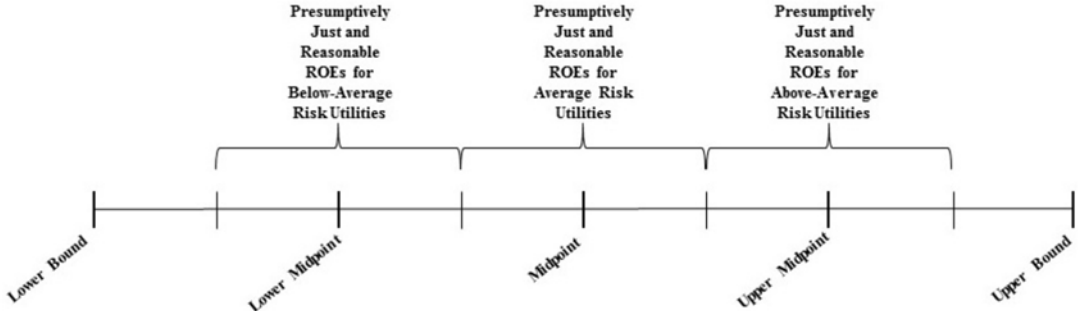 Presumptively
Just and
Reasonable
ROEs for
Below-Average
Risk Utilities
Presumptively
Just and
Reasonable
ROEs for
Average Risk
Utilities
Presumptively
Just and
Reasonable
ROEs for
Above-Average
Risk Utilities
Lower Bound
Lower Midpoint
Midpoint
Upper Midpoint
Upper Bound